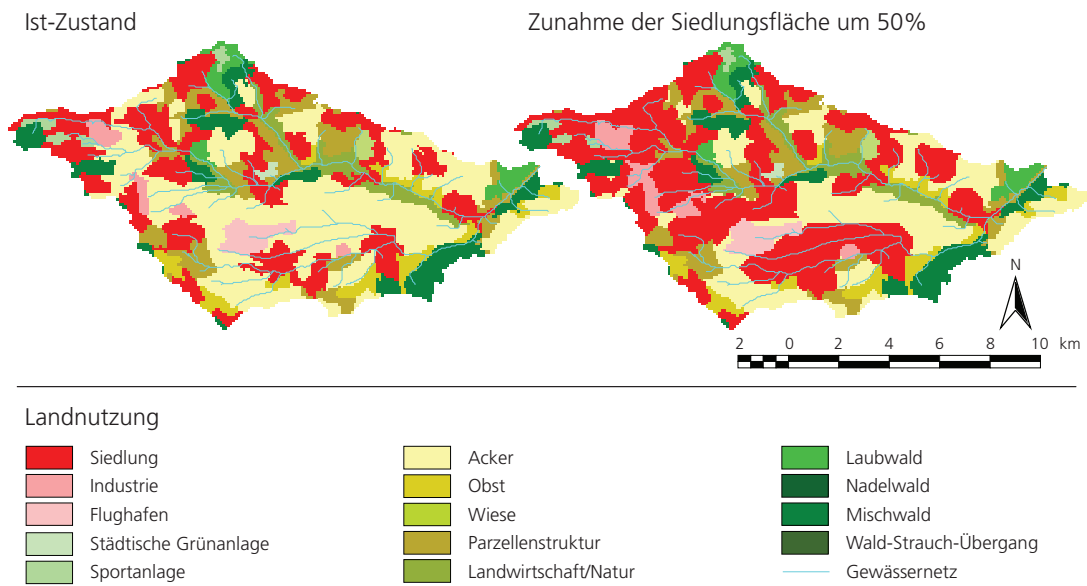 Ist-Zustand
Zunahme der Siedlungsfläche um 50%
N
2 0 2 4 6 8 10 km
Landnutzung
Siedlung
Industrie
Flughafen
Städtische Grünanlage
Sportanlage
Acker
Obst
Wiese
Parzellenstruktur
Landwirtschaft/Natur
Laubwald
Nadelwald
Mischwald
Wald-Strauch-Übergang
Gewässernetz